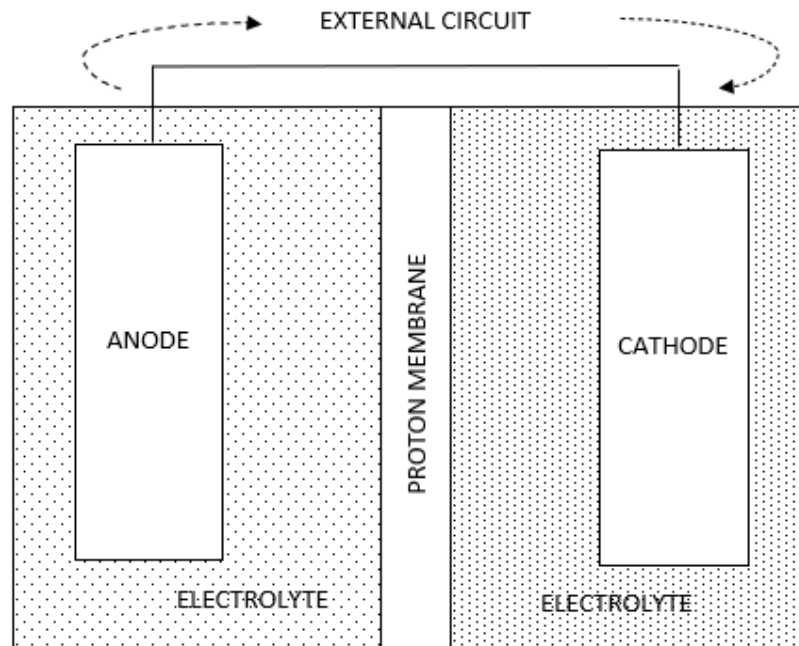 EXTERNAL CIRCUIT
ANODE
PROTON MEMBRANE
CATHODE
ELECTROLYTE
ELECTROLYTE